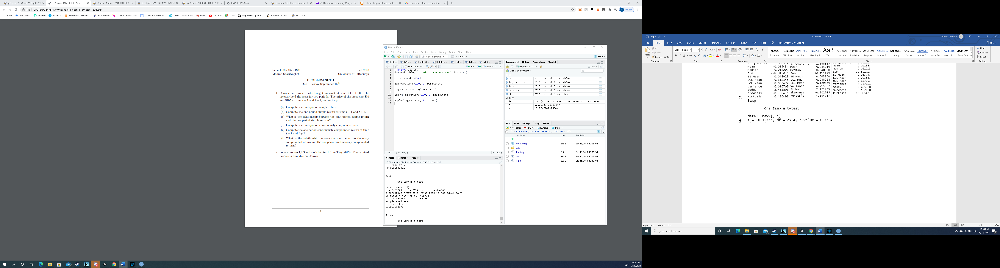 ps1_econ_1160_stat_1331.pdf: 221
ps1_econ_1160_stat_1331.pdf
Course Modules: 2211 STAT 1331
lec_1.pdf: 2211 STAT 1331 SEC10
lec_2.pdf: 2211 STAT 1331 SEC10
hw03_Fall2020.dvi
Power of Pitt | University of Pitts
(5,317 unread) - connorj825@ya
Solved: Suppose that a point in th
Countdown Timer - Countdown
File | C:/Users/Connor/Downloads/ps1_econ_1160_stat_1331.pdf
Paused
Apps Bookmarks Steemit balances Ethermine - Miners... RavenMiner Calculus Home Page CS 0449 Systems So... AMO Management Gmail YouTube Maps http://www.quantu... Amazon Interview HPS 0410
Econ 1160 - Stat 1331 Fall 2020
Mahrad Sharifvaghefi University of Pittsburgh
PROBLEM SET 1
Due: Tuesday September 15th
1. Consider an investor who bought an asset at time t for $100. The
investor hold the asset for two periods. The price of the asset was $90
and $105 at time t + 1 and t + 2, respectively.
(a) Compute the multiperiod simple return.
(b) Compute the one period simple return at time t + 1 and t + 2.
(c) What is the relationship between the multiperiod simple return
and the one period simple returns?
(d) Compute the multiperiod continuously compounded return.
(e) Compute the one period continuously compounded return at time
t + 1 and t + 2.
(f) What is the relationship between the multiperiod continuously
compounded return and the one period continuously compounded
returns?
2. Solve exercises 1,2,3 and 4 of Chapter 1 from Tsay(2013). The required
dataset is available on Canvas.
1
HW 1 - RStudio
File Edit Code View Plots Session Build Debug Profile Tools Help
Go to file/function Addins HW 1
1-1.R 1-2.R Untitled1 Untitled2 1-3.R 1-4.R 1-1.R
Source on Save Run Source
1 library(fBasics)
2 da=read.table("data/d-3stocks9908.txt", header=T)
3
4 returns = da[,2:4]
5
6 apply(returns*100, 2, basicStats)
7
8 log_returns = log(1+returns)
9
10 apply(log_returns*100, 2, basicStats)
11
12 apply(log_returns, 2, t.test)
13
13:1 (Top Level) R Script
Console Terminal Jobs
D:/Schoolwork/Senior First Semester/STAT 1331/HW 1/
mean of x
-0.0001543421
$cat
One Sample t-test
data: newX[, i]
t = 0.83023, df = 2514, p-value = 0.4065
alternative hypothesis: true mean is not equal to 0
95 percent confidence interval:
-0.0004895845 0.0012085598
sample estimates:
mean of x
0.0003594876
$sbux
One Sample t-test
Environment History Connections Tutorial
Import Dataset List
Global Environment
Data
da 2515 obs. of 4 variables
log_returns 2515 obs. of 3 variables
lrtn 2515 obs. of 3 variables
returns 2515 obs. of 3 variables
rtn 2515 obs. of 3 variables
Values
lsp num [1:408] 0.1158 0.0582 0.0215 0.0462 0.0...
r 0.075832469292847
v 13.1747742025844
Files Plots Packages Help Viewer
New Folder Delete Rename More
D: Schoolwork Senior First Semester STAT 1331 HW 1
Name Size Modified
..
HW 1.Rproj 218 B Sep 15, 2020, 10:08 PM
data
.Rhistory 0 B Sep 15, 2020, 10:09 PM
1-1.R 234 B Sep 15, 2020, 10:39 PM
1-2.R 230 B Sep 15, 2020, 10:40 PM
Document2 - Word Connor Johnson
File Home Insert Draw Design Layout References Mailings Review View Help Tell me what you want to do Share
Paste Cut Copy Format Painter
Calibri (Body) 11
Normal No Spac... Heading 1 Heading 2 Title Subtitle Subtle Em... Emphasis Intense E... Strong Quote Intense Q... Subtle Ref... Intense Re... Book Title
Find Replace Select
Clipboard Font Paragraph Styles Editing
3. Quartile 1.086971 3. Quartile 1.198885
Mean -0.015434 Mean 0.035949 Mean 0.011885
Median -0.018202 Median 0.048888 Median -0.051213
Sum -38.817035 Sum 90.411139 Sum 29.891717
SE Mean 0.048911 SE Mean 0.043300 SE Mean 0.053757
LCL Mean -0.111345 LCL Mean -0.048958 LCL Mean -0.093527
UCL Mean 0.080477 UCL Mean 0.120856 UCL Mean 0.117297
Variance 6.016709 Variance 4.715337 Variance 7.267811
Stdev 2.452898 Stdev 2.171483 Stdev 2.695888
Skewness -0.336435 Skewness -0.201745 Skewness -0.597068
Kurtosis 6.486498 Kurtosis 4.694747 Kurtosis 12.895473
c.
$axp
One Sample t-test
data: newX[, i]
d. t = -0.31555, df = 2514, p-value = 0.7524
Page 1 of 1 9 words 180%
Type here to search
10:54 PM
9/15/2020
10:54 PM
9/15/2020